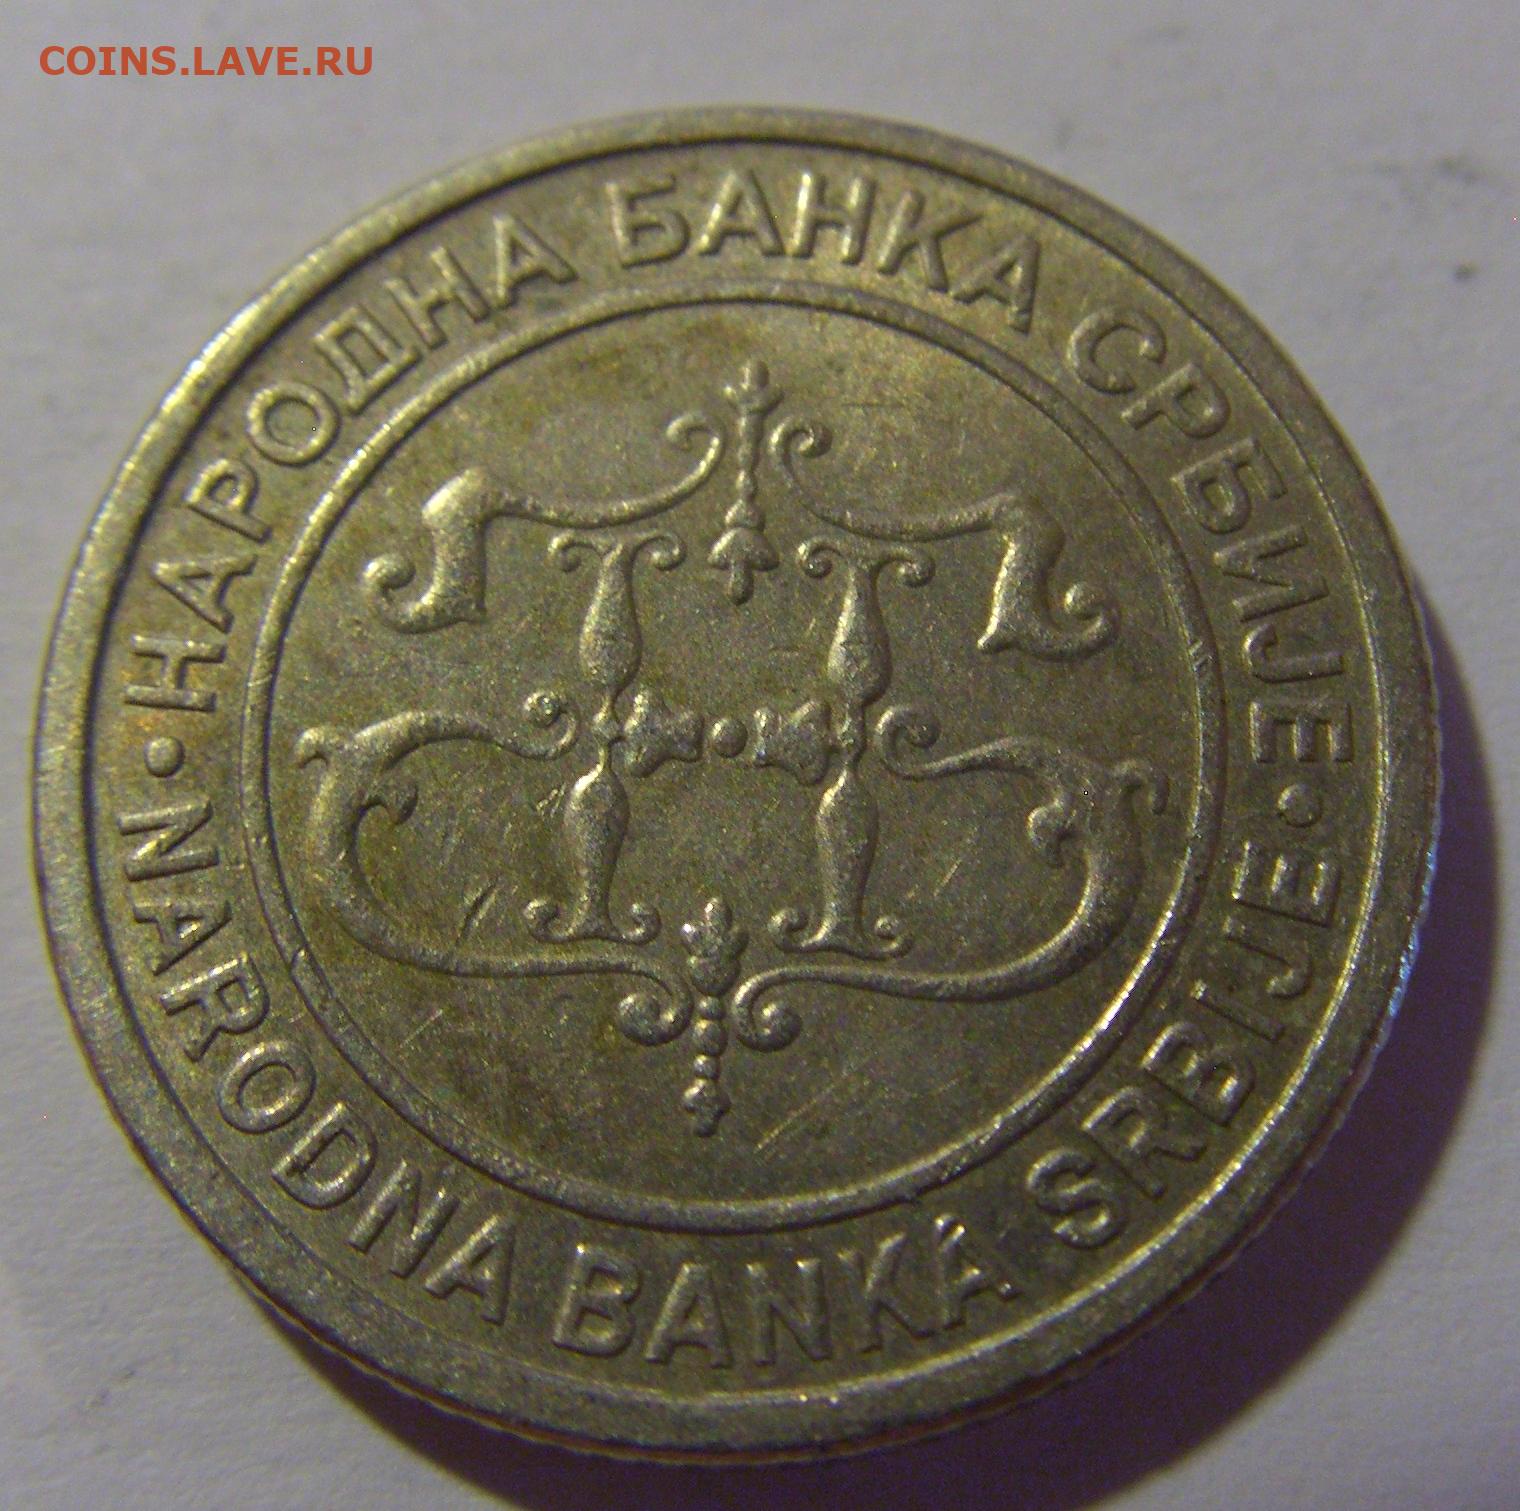 COINS.LAVE.RU
• НАРОДНА БАНКА СРБИЈЕ •
NARODNA BANKA SRBIJE